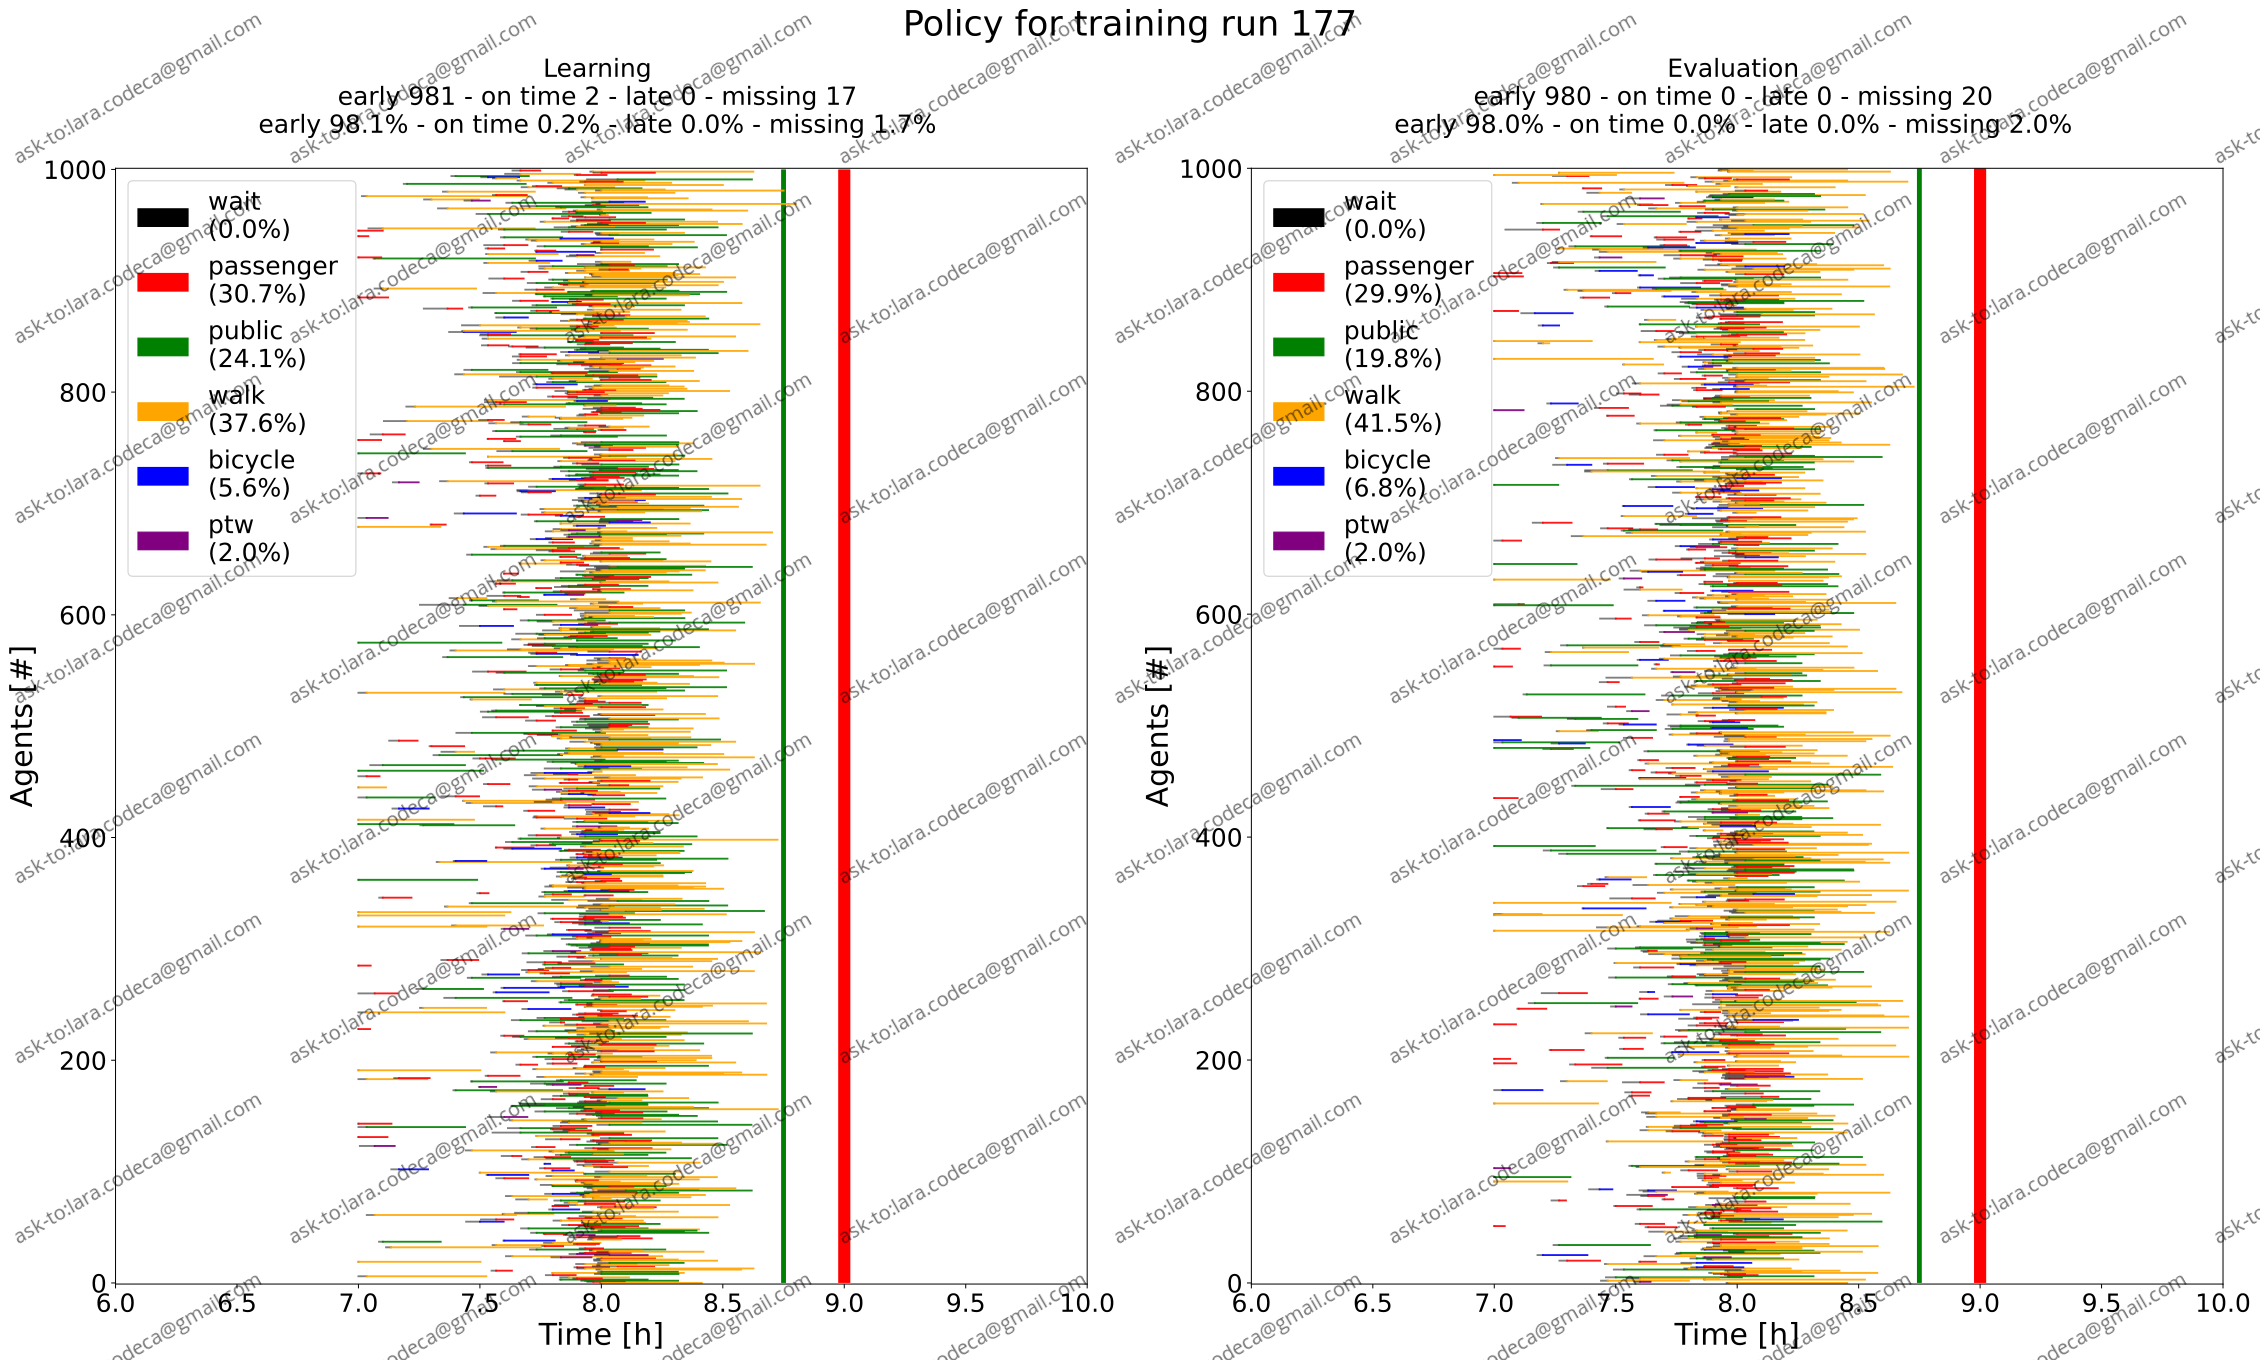 Policy for training run 177
Learning
early 981 - on time 2 - late 0 - missing 17
early 98.1% - on time 0.2% - late 0.0% - missing 1.7%
1000
800
600
400
200
0
Agents [#]
wait
(0.0%)
passenger
(30.7%)
public
(24.1%)
walk
(37.6%)
bicycle
(5.6%)
ptw
(2.0%)
6.0 6.5 7.0 7.5 8.0 8.5 9.0 9.5 10.0
Time [h]
Evaluation
early 980 - on time 0 - late 0 - missing 20
early 98.0% - on time 0.0% - late 0.0% - missing 2.0%
1000
800
600
400
200
0
Agents [#]
wait
(0.0%)
passenger
(29.9%)
public
(19.8%)
walk
(41.5%)
bicycle
(6.8%)
ptw
(2.0%)
6.0 6.5 7.0 7.5 8.0 8.5 9.0 9.5 10.0
Time [h]
ask-to:lara.codeca@gmail.com